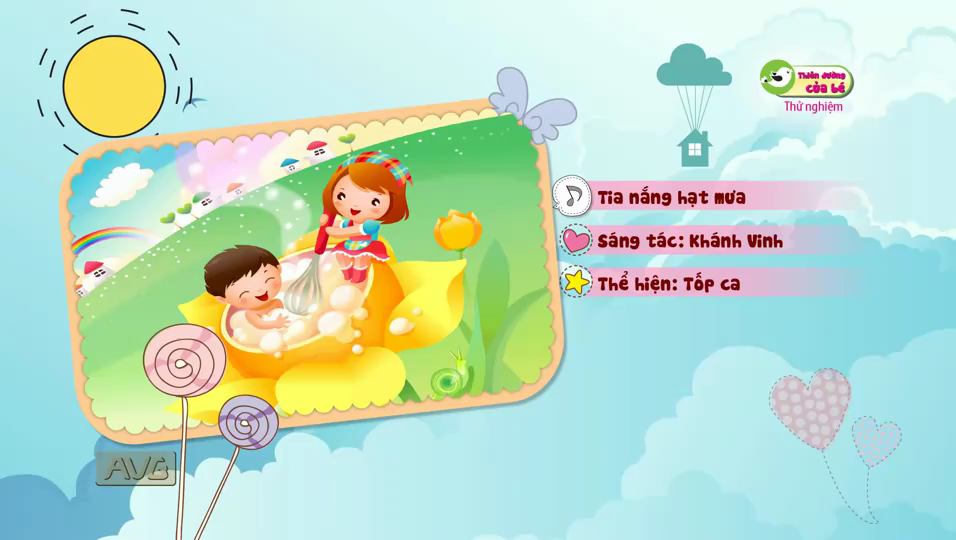 Thiên đường
của bé
Thử nghiệm
Tia nắng hạt mưa
Sáng tác: Khánh Vinh
Thể hiện: Tốp ca
AVG